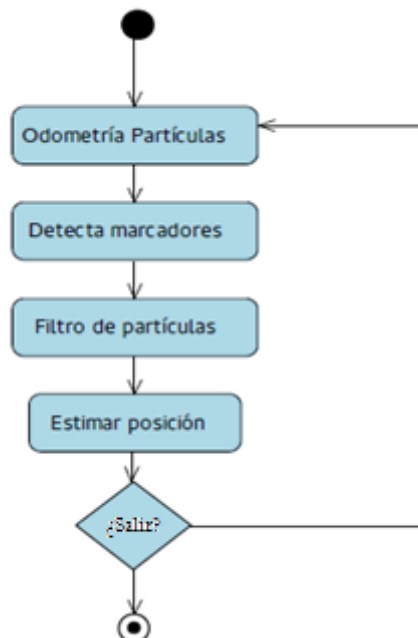 Odometría Partículas
Detecta marcadores
Filtro de partículas
Estimar posición
¿Salir?